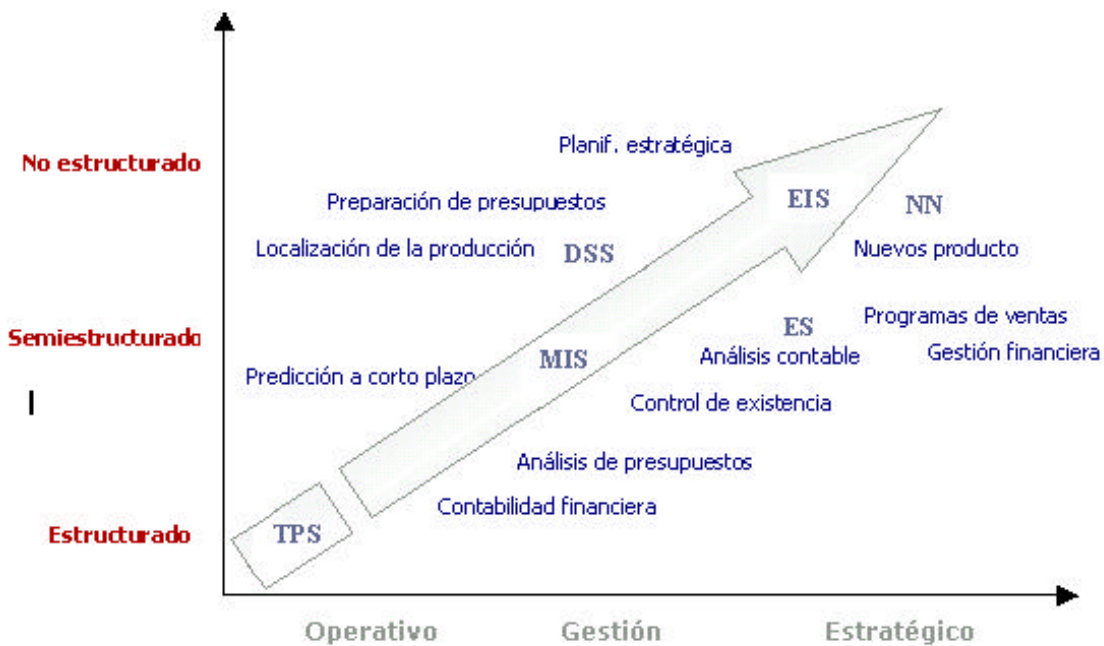 Planif. estratégica
No estructurado
EIS
NN
Preparación de presupuestos
Localización de la producción
DSS
Nuevos producto
Programas de ventas
ES
Semiestructurado
Análisis contable
Gestión financiera
MIS
Predicción a corto plazo
Control de existencia
Análisis de presupuestos
Contabilidad financiera
Estructurado
TPS
Operativo
Gestión
Estratégico